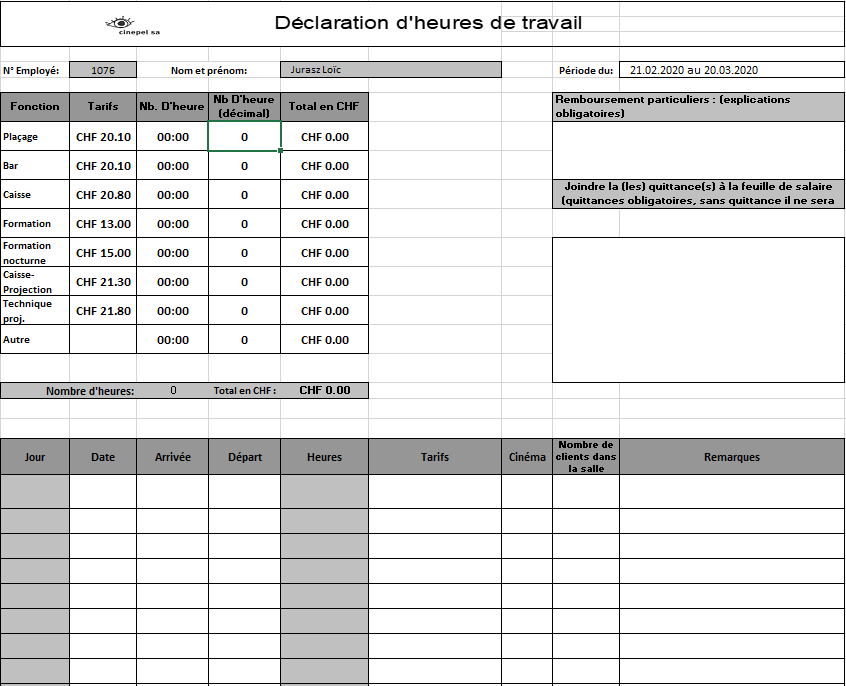 cinepel sa
Déclaration d'heures de travail
N° Employé: 1076 Nom et prénom: Jurasz Loïc Période du: 21.02.2020 au 20.03.2020
Fonction Tarifs Nb. D'heure Nb D'heure (décimal) Total en CHF
Plaçage CHF 20.10 00:00 0 CHF 0.00
Bar CHF 20.10 00:00 0 CHF 0.00
Caisse CHF 20.80 00:00 0 CHF 0.00
Formation CHF 13.00 00:00 0 CHF 0.00
Formation nocturne CHF 15.00 00:00 0 CHF 0.00
Caisse-Projection CHF 21.30 00:00 0 CHF 0.00
Technique proj. CHF 21.80 00:00 0 CHF 0.00
Autre 00:00 0 CHF 0.00
Remboursement particuliers : (explications
obligatoires)
Joindre la (les) quittance(s) à la feuille de salaire
(quittances obligatoires, sans quittance il ne sera
Nombre d'heures: 0 Total en CHF : CHF 0.00
Jour Date Arrivée Départ Heures Tarifs Cinéma Nombre de clients dans la salle Remarques